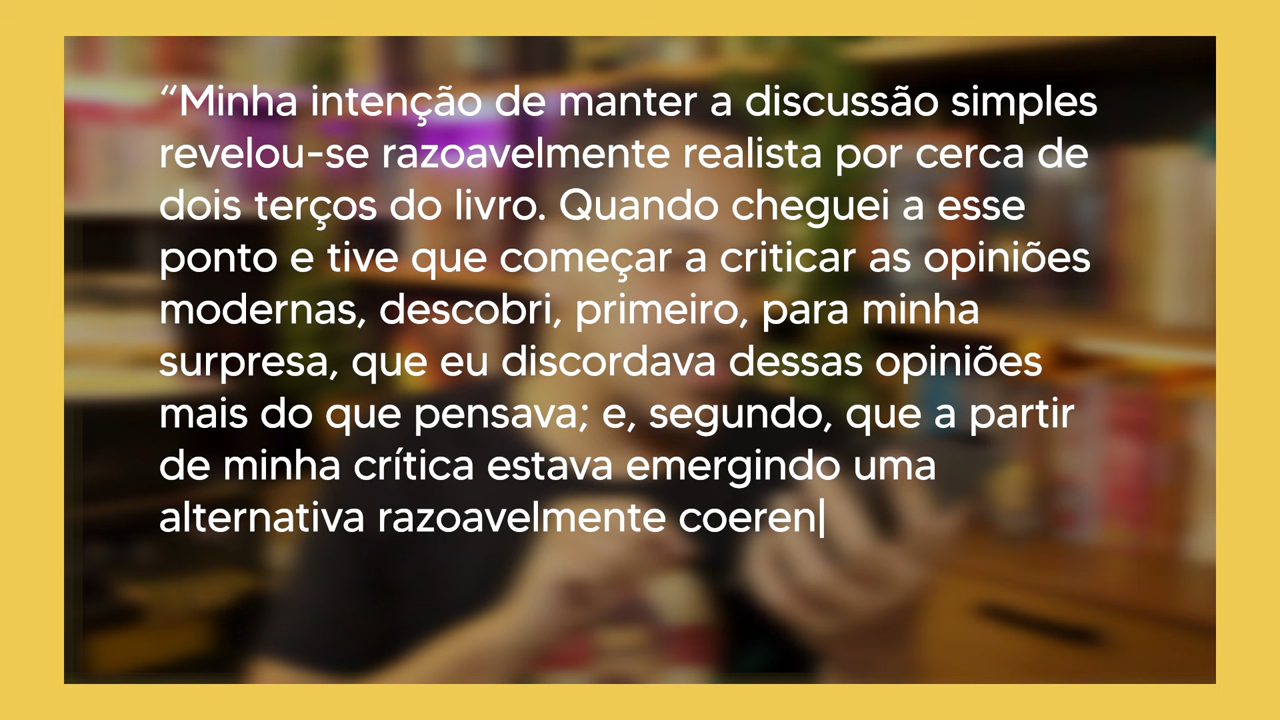 “Minha intenção de manter a discussão simples
revelou-se razoavelmente realista por cerca de
dois terços do livro. Quando cheguei a esse
ponto e tive que começar a criticar as opiniões
modernas, descobri, primeiro, para minha
surpresa, que eu discordava dessas opiniões
mais do que pensava; e, segundo, que a partir
de minha crítica estava emergindo uma
alternativa razoavelmente coeren|